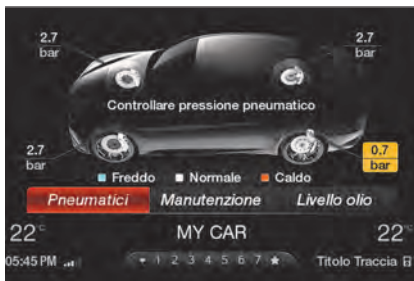 2.7
bar
2.7
bar
Controllare pressione pneumatico
2.7
bar
0.7
bar
Freddo Normale Caldo
Pneumatici Manutenzione Livello olio
22° MY CAR 22°
05:45 PM 1 2 3 4 5 6 7 Titolo Traccia